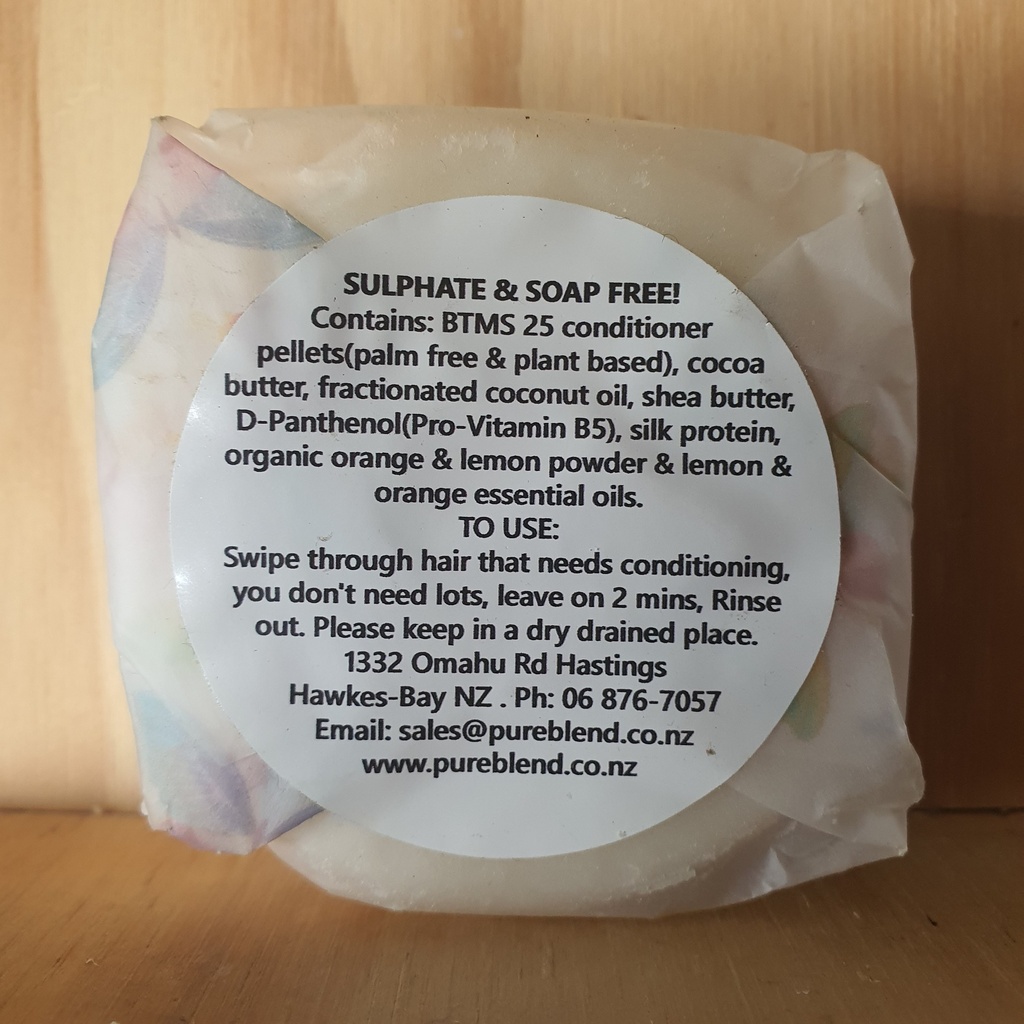 SULPHATE & SOAP FREE!
Contains: BTMS 25 conditioner
pellets(palm free & plant based), cocoa
butter, fractionated coconut oil, shea butter,
D-Panthenol(Pro-Vitamin B5), silk protein,
organic orange & lemon powder & lemon &
orange essential oils.
TO USE:
Swipe through hair that needs conditioning,
you don't need lots, leave on 2 mins, Rinse
out. Please keep in a dry drained place.
1332 Omahu Rd Hastings
Hawkes-Bay NZ . Ph: 06 876-7057
Email: sales@pureblend.co.nz
www.pureblend.co.nz